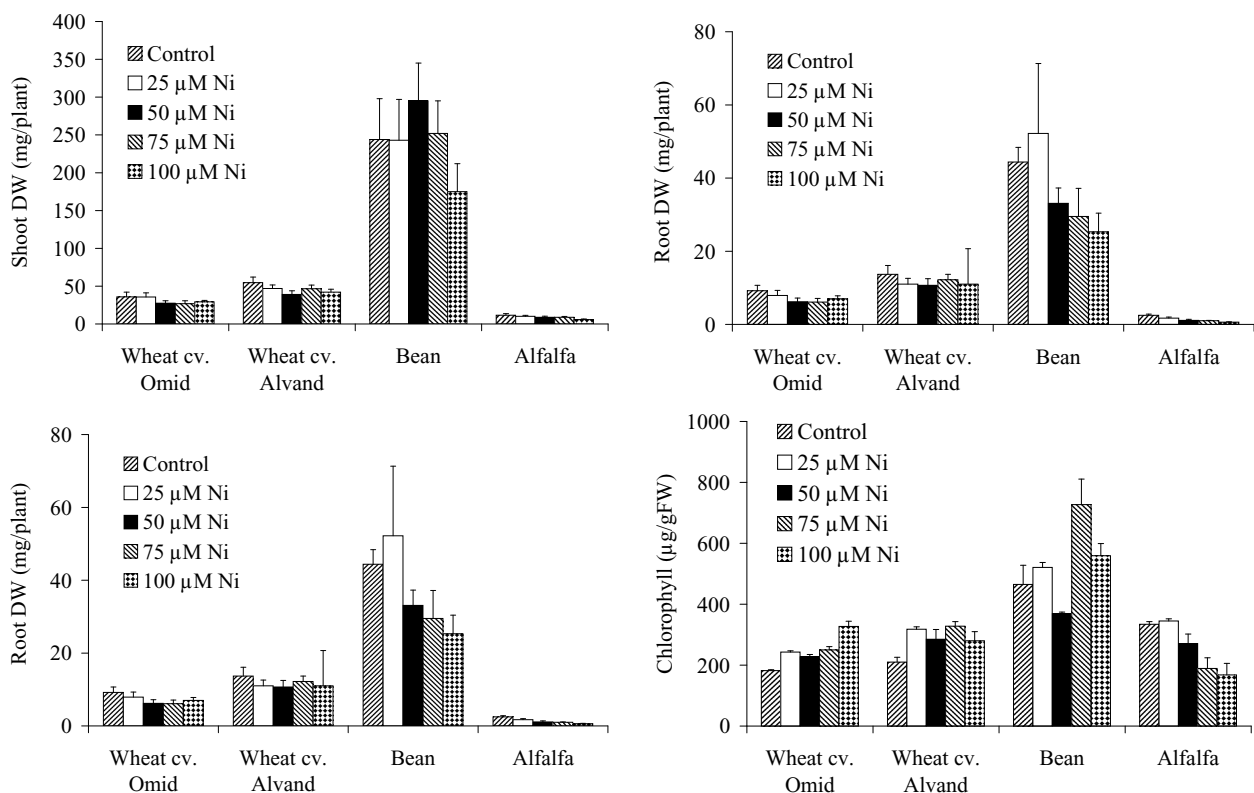 Shoot DW (mg/plant)
400
350
300
250
200
150
100
50
0
Control
25 µM Ni
50 µM Ni
75 µM Ni
100 µM Ni
Wheat cv.
Omid
Wheat cv.
Alvand
Bean
Alfalfa
Root DW (mg/plant)
80
60
40
20
0
Control
25 µM Ni
50 µM Ni
75 µM Ni
100 µM Ni
Wheat cv.
Omid
Wheat cv.
Alvand
Bean
Alfalfa
Root DW (mg/plant)
80
60
40
20
0
Control
25 µM Ni
50 µM Ni
75 µM Ni
100 µM Ni
Wheat cv.
Omid
Wheat cv.
Alvand
Bean
Alfalfa
Chlorophyll (µg/gFW)
1000
800
600
400
200
0
Control
25 µM Ni
50 µM Ni
75 µM Ni
100 µM Ni
Wheat cv.
Omid
Wheat cv.
Alvand
Bean
Alfalfa